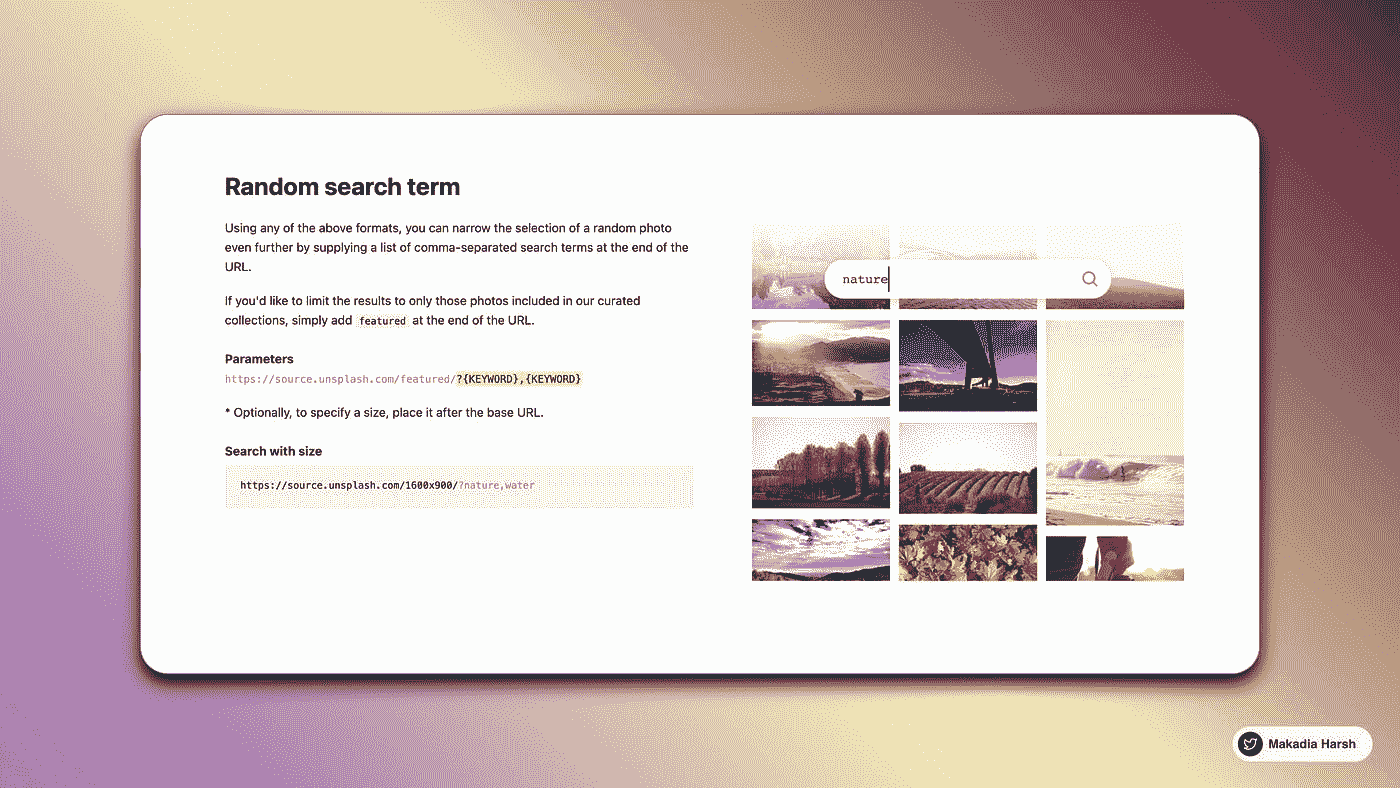 Random search term
Using any of the above formats, you can narrow the selection of a random photo
even further by supplying a list of comma-separated search terms at the end of the
URL.
If you'd like to limit the results to only those photos included in our curated
collections, simply add featured at the end of the URL.
Parameters
https://source.unsplash.com/featured/?{KEYWORD},{KEYWORD}
* Optionally, to specify a size, place it after the base URL.
Search with size
https://source.unsplash.com/1600x900/?nature,water
nature
Makadia Harsh